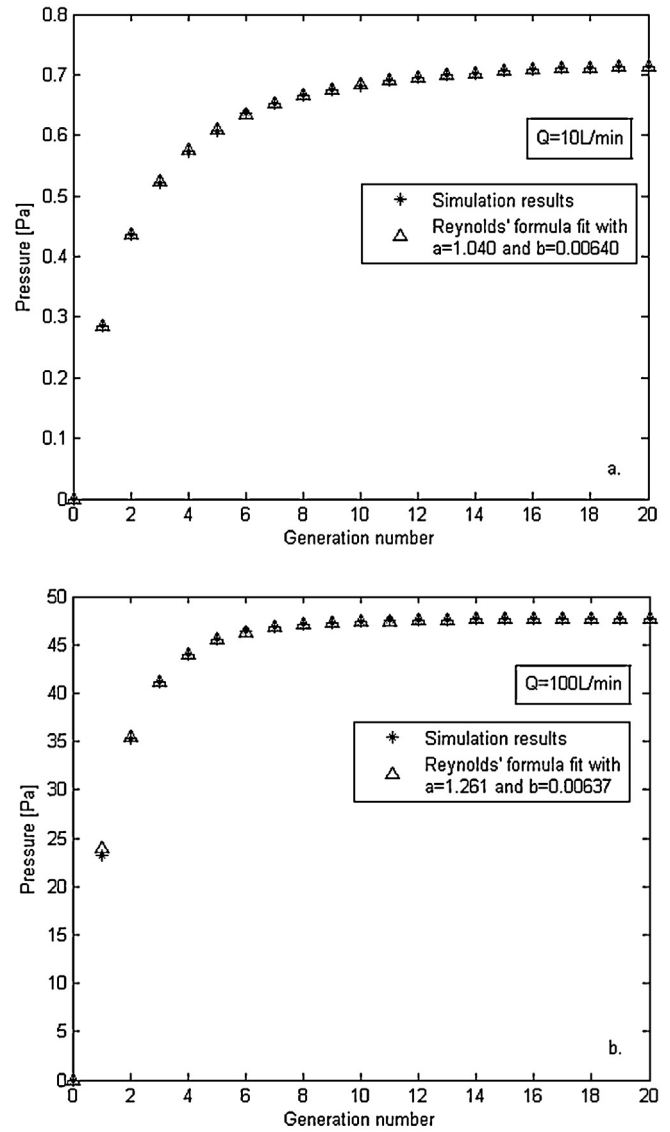 0.8
0.7
0.6
0.5
0.4
0.3
0.2
0.1
0
Pressure [Pa]
Q=10L/min
Simulation results
Reynolds' formula fit with
a=1.040 and b=0.00640
a.
0 2 4 6 8 10 12 14 16 18 20
Generation number
50
45
40
35
30
25
20
15
10
5
0
Pressure [Pa]
Q=100L/min
Simulation results
Reynolds' formula fit with
a=1.261 and b=0.00637
b.
0 2 4 6 8 10 12 14 16 18 20
Generation number